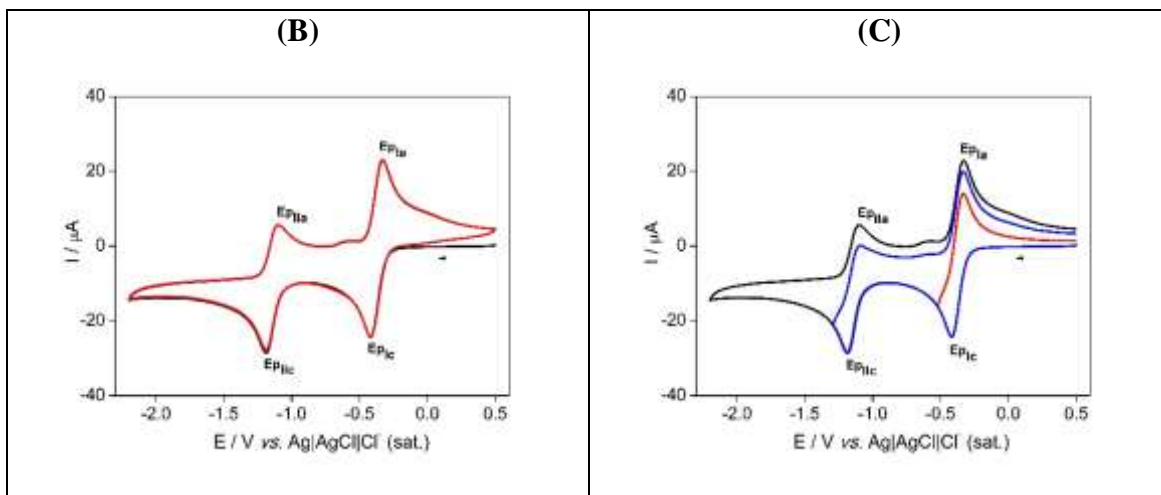 (B)
40
20
0
-20
-40
I / μA
Ep_Ia
Ep_IIa
Ep_IIc
Ep_Ic
-2.0 -1.5 -1.0 -0.5 0.0 0.5
E / V vs. Ag|AgCl|Cl⁻ (sat.)
(C)
40
20
0
-20
-40
I / μA
Ep_Ia
Ep_IIa
Ep_IIc
Ep_Ic
-2.0 -1.5 -1.0 -0.5 0.0 0.5
E / V vs. Ag|AgCl|Cl⁻ (sat.)